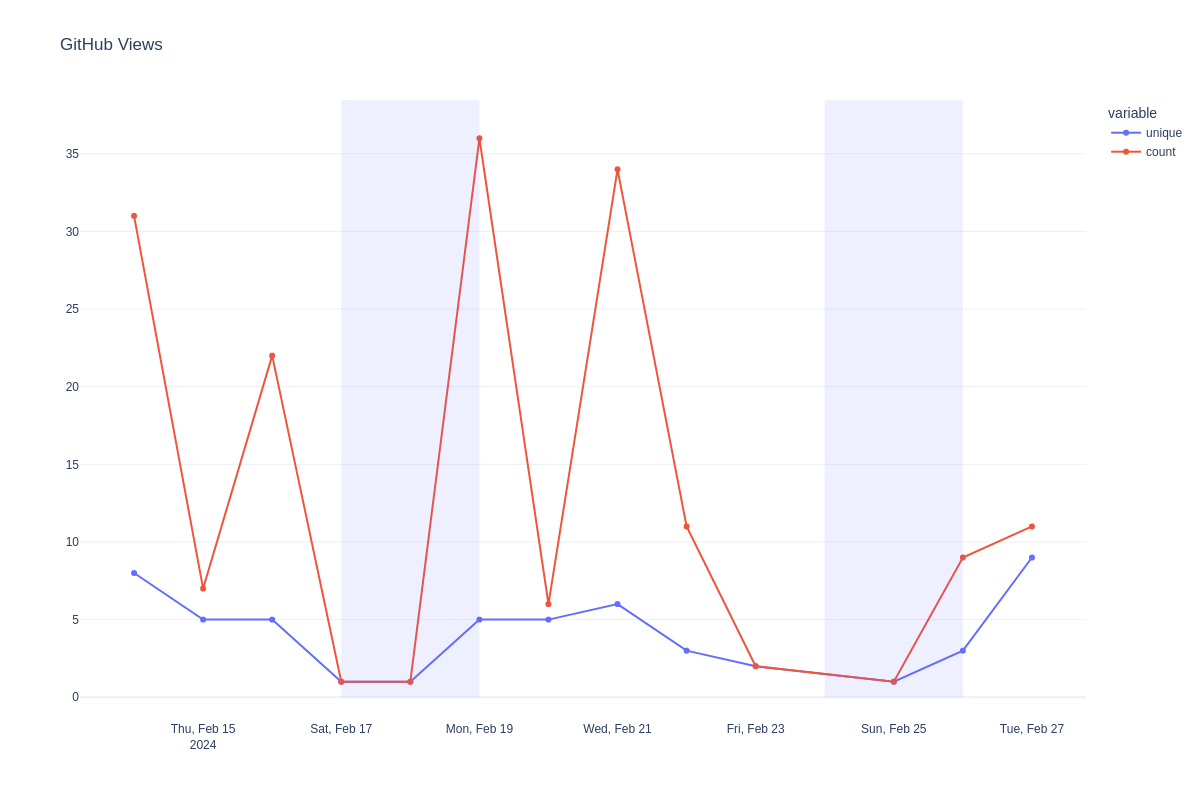 GitHub Views
variable
unique
count
35
30
25
20
15
10
5
0
Thu, Feb 15
2024
Sat, Feb 17
Mon, Feb 19
Wed, Feb 21
Fri, Feb 23
Sun, Feb 25
Tue, Feb 27